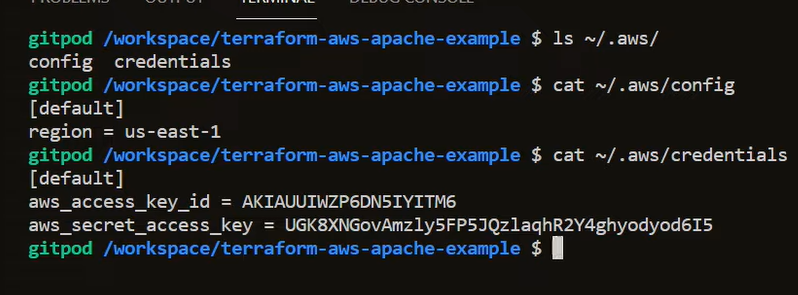 PROBLEMS OUTPUT TERMINAL DEBUG CONSOLE
gitpod /workspace/terraform-aws-apache-example $ ls ~/.aws/
config credentials
gitpod /workspace/terraform-aws-apache-example $ cat ~/.aws/config
[default]
region = us-east-1
gitpod /workspace/terraform-aws-apache-example $ cat ~/.aws/credentials
[default]
aws_access_key_id = AKIAUUIWZP6DN5IYITM6
aws_secret_access_key = UGK8XNGovAmzly5FP5JQzlaqhR2Y4ghyodyod6I5
gitpod /workspace/terraform-aws-apache-example $